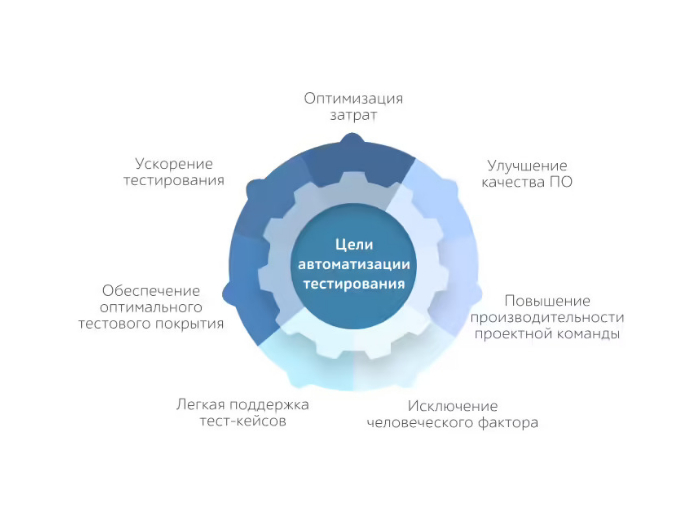 Оптимизация
затрат
Ускорение
тестирования
Улучшение
качества ПО
Цели
автоматизации
тестирования
Обеспечение
оптимального
тестового покрытия
Повышение
производительности
проектной команды
Легкая поддержка
тест-кейсов
Исключение
человеческого фактора